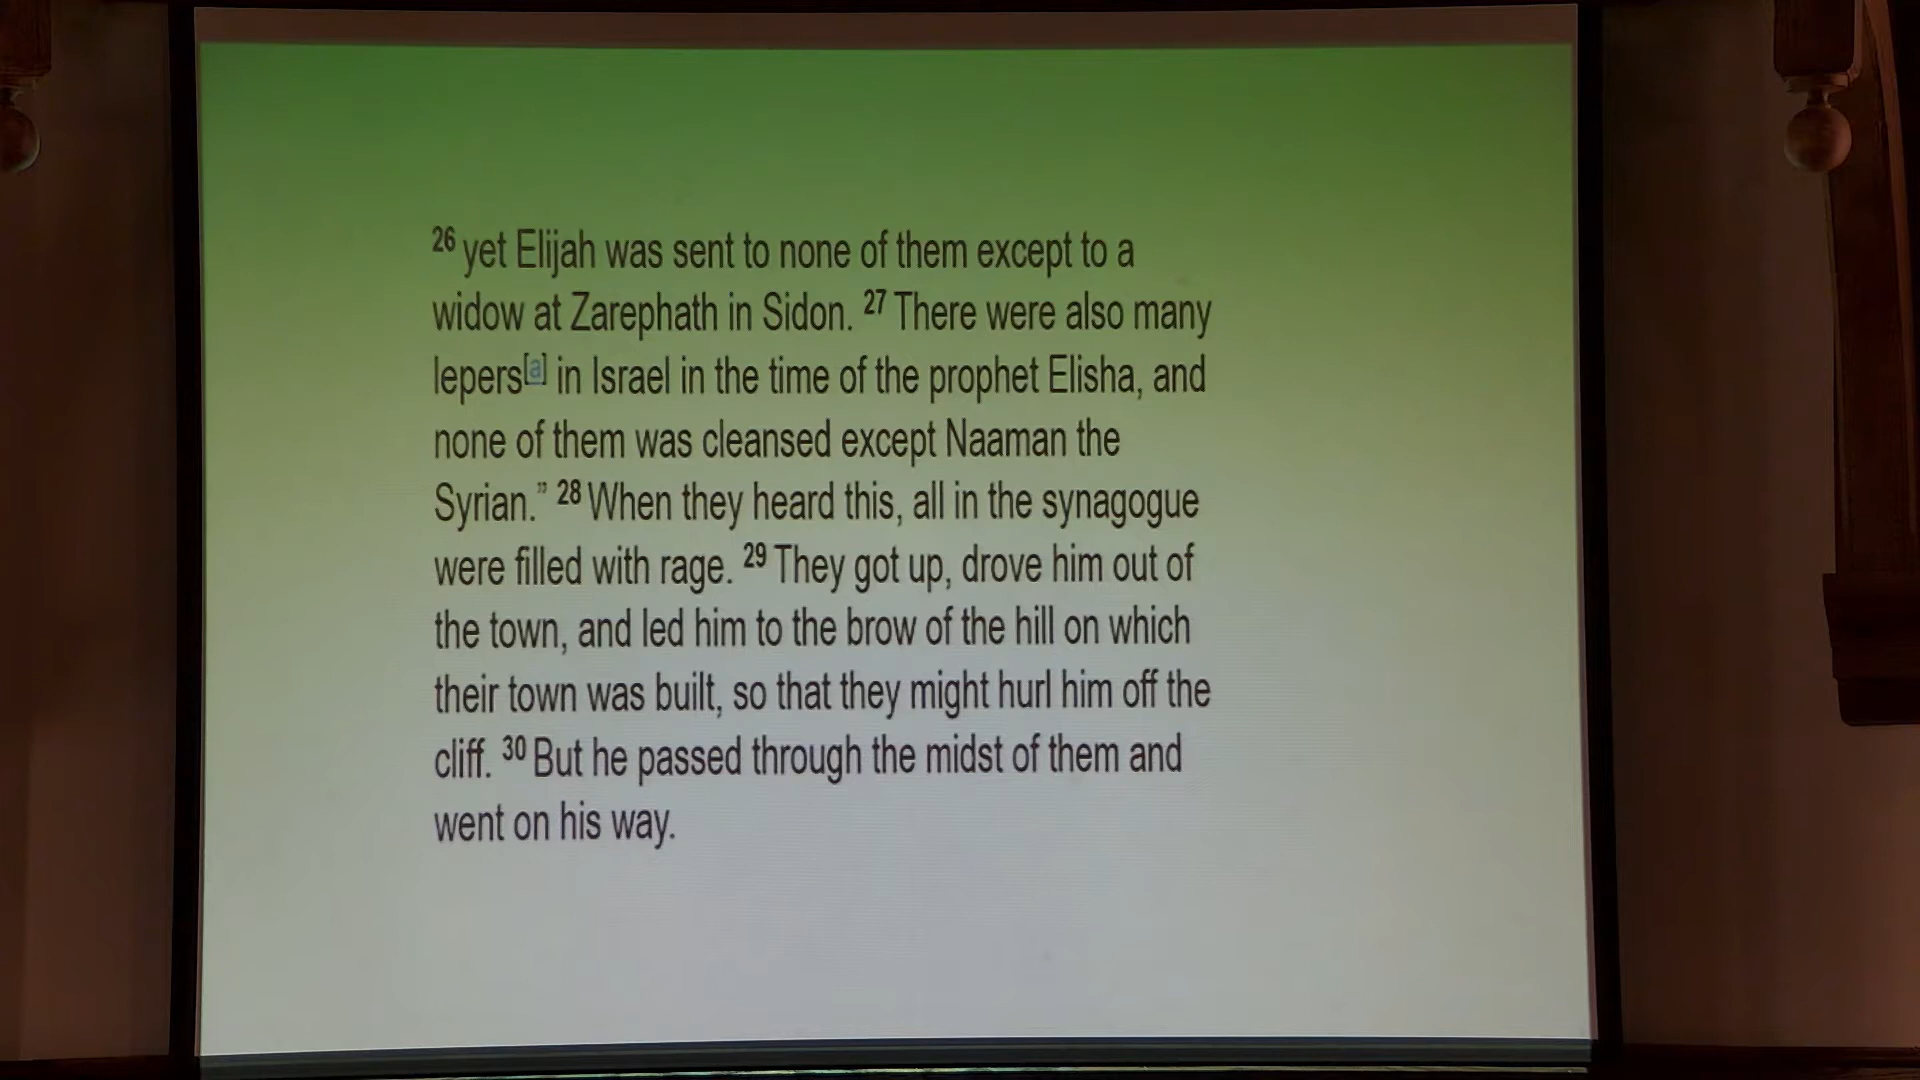 26 yet Elijah was sent to none of them except to a
widow at Zarephath in Sidon. 27 There were also many
lepers[a] in Israel in the time of the prophet Elisha, and
none of them was cleansed except Naaman the
Syrian.” 28 When they heard this, all in the synagogue
were filled with rage. 29 They got up, drove him out of
the town, and led him to the brow of the hill on which
their town was built, so that they might hurl him off the
cliff. 30 But he passed through the midst of them and
went on his way.